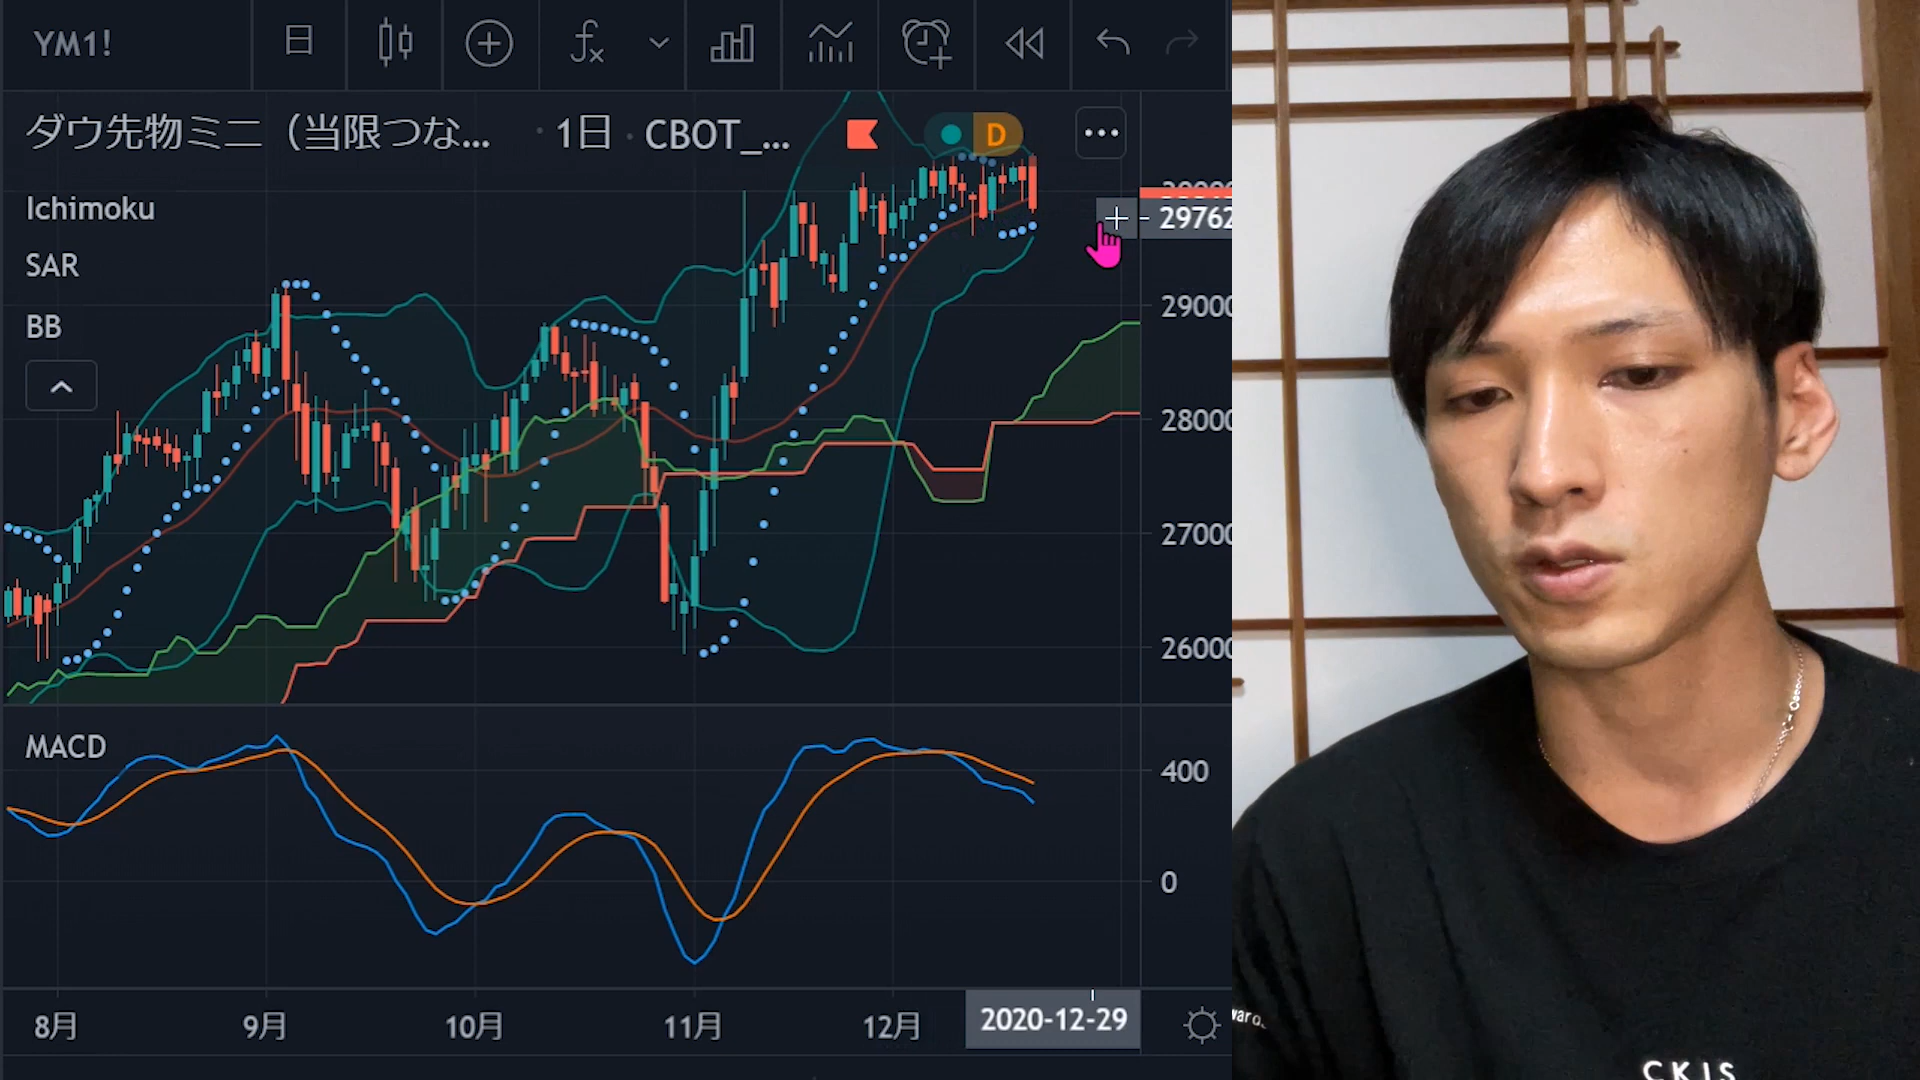 YM1!
ダウ先物ミニ（当限つな... · 1日 · CBOT_...
D
Ichimoku
SAR
BB
29762
29000
28000
27000
26000
MACD
400
0
8月 9月 10月 11月 12月 2020-12-29
CKIS